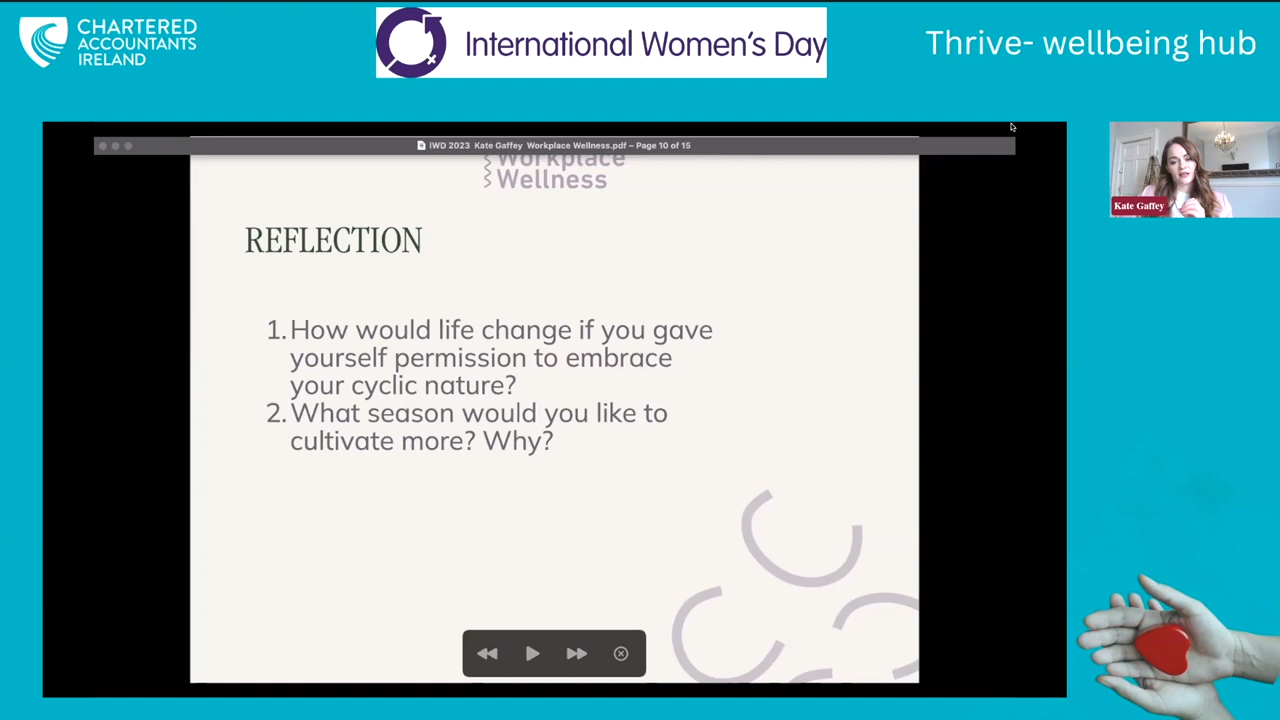 CHARTERED
ACCOUNTANTS
IRELAND
International Women's Day
Thrive- wellbeing hub
IWD 2023 Kate Gaffey Workplace Wellness.pdf – Page 10 of 15
Workplace
Wellness
Kate Gaffey
REFLECTION
1.How would life change if you gave
yourself permission to embrace
your cyclic nature?
2.What season would you like to
cultivate more? Why?